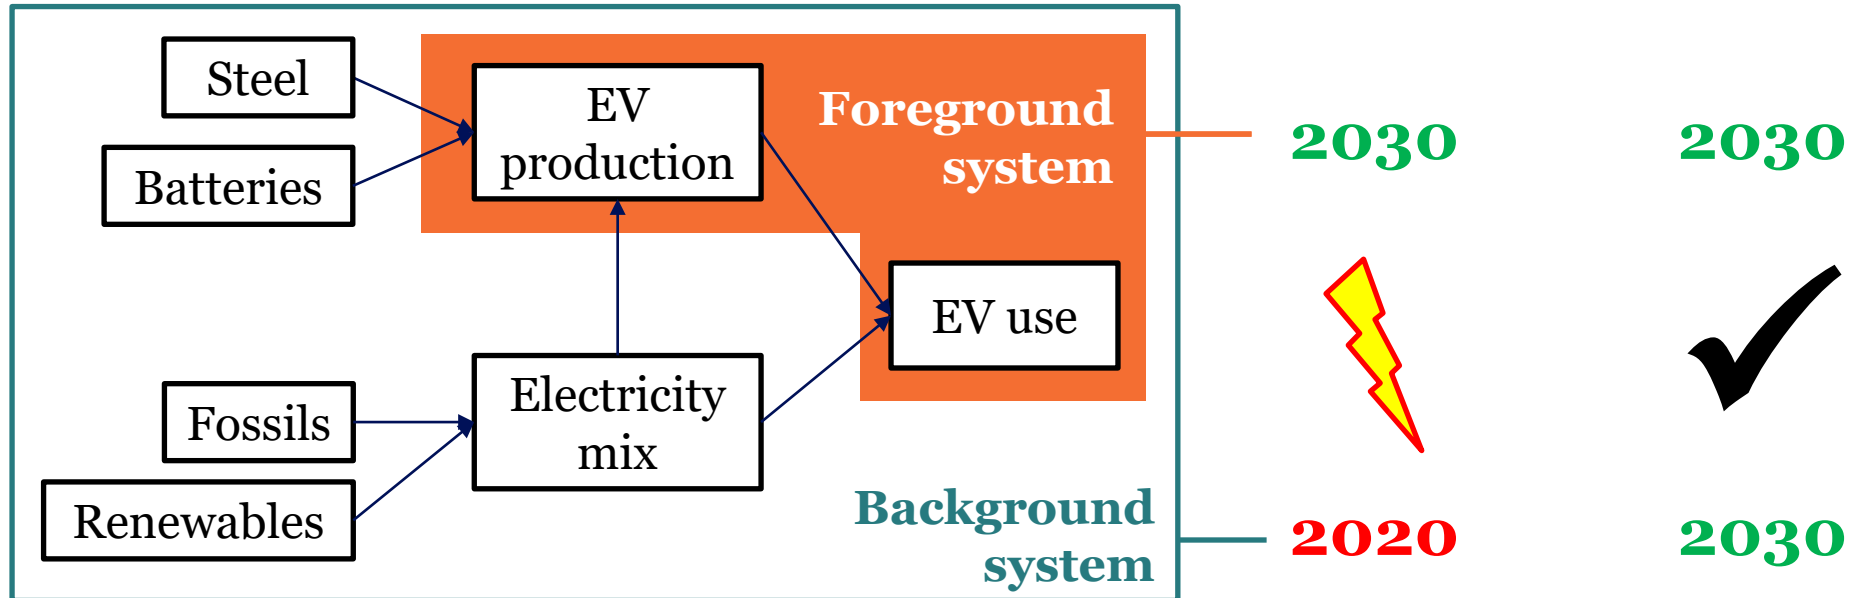 Steel
Batteries
EV
production
Foreground
system
2030
2030
EV use
Fossils
Renewables
Electricity
mix
Background
system
2020
2030